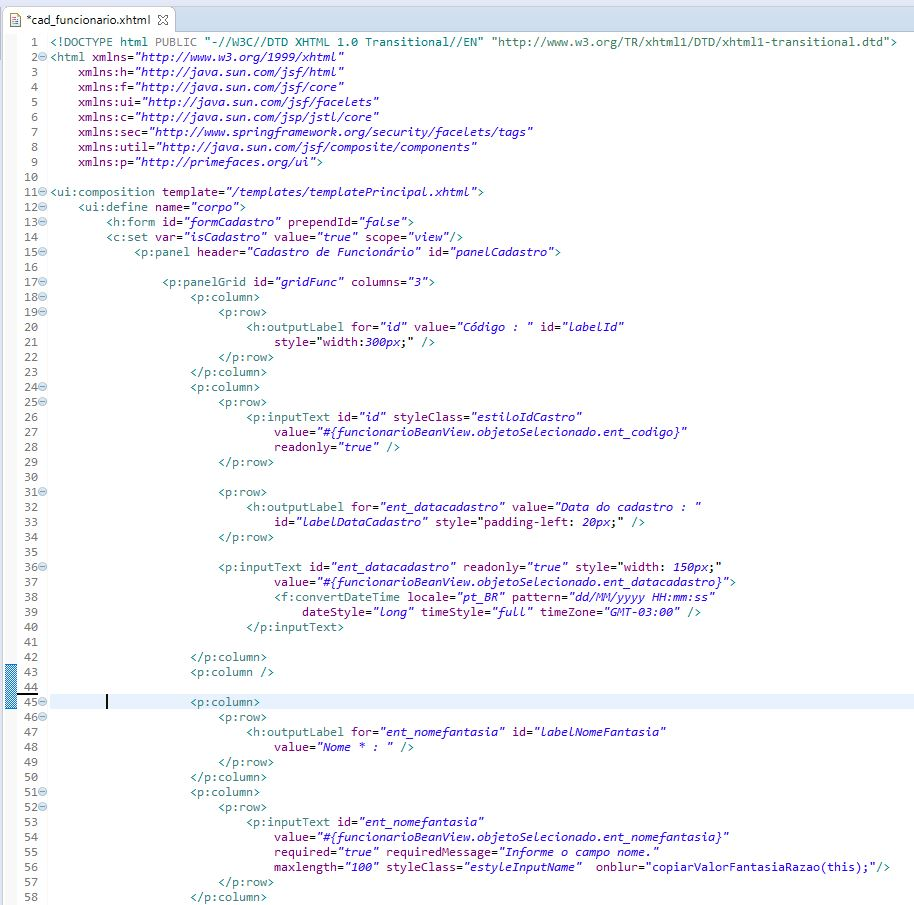 *cad_funcionario.xhtml
1 <!DOCTYPE html PUBLIC "-//W3C//DTD XHTML 1.0 Transitional//EN" "http://www.w3.org/TR/xhtml1/DTD/xhtml1-transitional.dtd">
2 <html xmlns="http://www.w3.org/1999/xhtml"
3 xmlns:h="http://java.sun.com/jsf/html"
4 xmlns:f="http://java.sun.com/jsf/core"
5 xmlns:ui="http://java.sun.com/jsf/facelets"
6 xmlns:c="http://java.sun.com/jsp/jstl/core"
7 xmlns:sec="http://www.springframework.org/security/facelets/tags"
8 xmlns:util="http://java.sun.com/jsf/composite/components"
9 xmlns:p="http://primefaces.org/ui">
10
11 <ui:composition template="/templates/templatePrincipal.xhtml">
12 <ui:define name="corpo">
13 <h:form id="formCadastro" prependId="false">
14 <c:set var="isCadastro" value="true" scope="view"/>
15 <p:panel header="Cadastro de Funcionário" id="panelCadastro">
16
17 <p:panelGrid id="gridFunc" columns="3">
18 <p:column>
19 <p:row>
20 <h:outputLabel for="id" value="Código : " id="labelId"
21 style="width:300px;" />
22 </p:row>
23 </p:column>
24 <p:column>
25 <p:row>
26 <p:inputText id="id" styleClass="estiloIdCastro"
27 value="#{funcionarioBeanView.objetoSelecionado.ent_codigo}"
28 readonly="true" />
29 </p:row>
30
31 <p:row>
32 <h:outputLabel for="ent_datacadastro" value="Data do cadastro : "
33 id="labelDataCadastro" style="padding-left: 20px;" />
34 </p:row>
35
36 <p:inputText id="ent_datacadastro" readonly="true" style="width: 150px;"
37 value="#{funcionarioBeanView.objetoSelecionado.ent_datacadastro}">
38 <f:convertDateTime locale="pt_BR" pattern="dd/MM/yyyy HH:mm:ss"
39 dateStyle="long" timeStyle="full" timeZone="GMT-03:00" />
40 </p:inputText>
41
42 </p:column>
43 <p:column />
44
45 <p:column>
46 <p:row>
47 <h:outputLabel for="ent_nomefantasia" id="labelNomeFantasia"
48 value="Nome * : " />
49 </p:row>
50 </p:column>
51 <p:column>
52 <p:row>
53 <p:inputText id="ent_nomefantasia"
54 value="#{funcionarioBeanView.objetoSelecionado.ent_nomefantasia}"
55 required="true" requiredMessage="Informe o campo nome."
56 maxlength="100" styleClass="estyleInputName" onblur="copiarValorFantasiaRazao(this);"/>
57 </p:row>
58 </p:column>